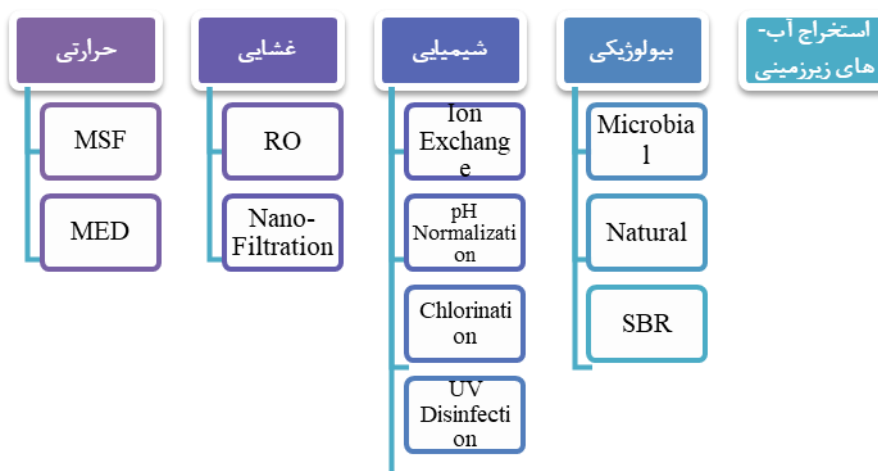 حرارتی
MSF
MED
غشایی
RO
Nano-
Filtration
شیمیایی
Ion
Exchang
e
pH
Normalizati
on
Chlorinati
on
UV
Disinfecti
on
بیولوژیکی
Microbia
l
Natural
SBR
استخراج آب-
های زیرزمینی